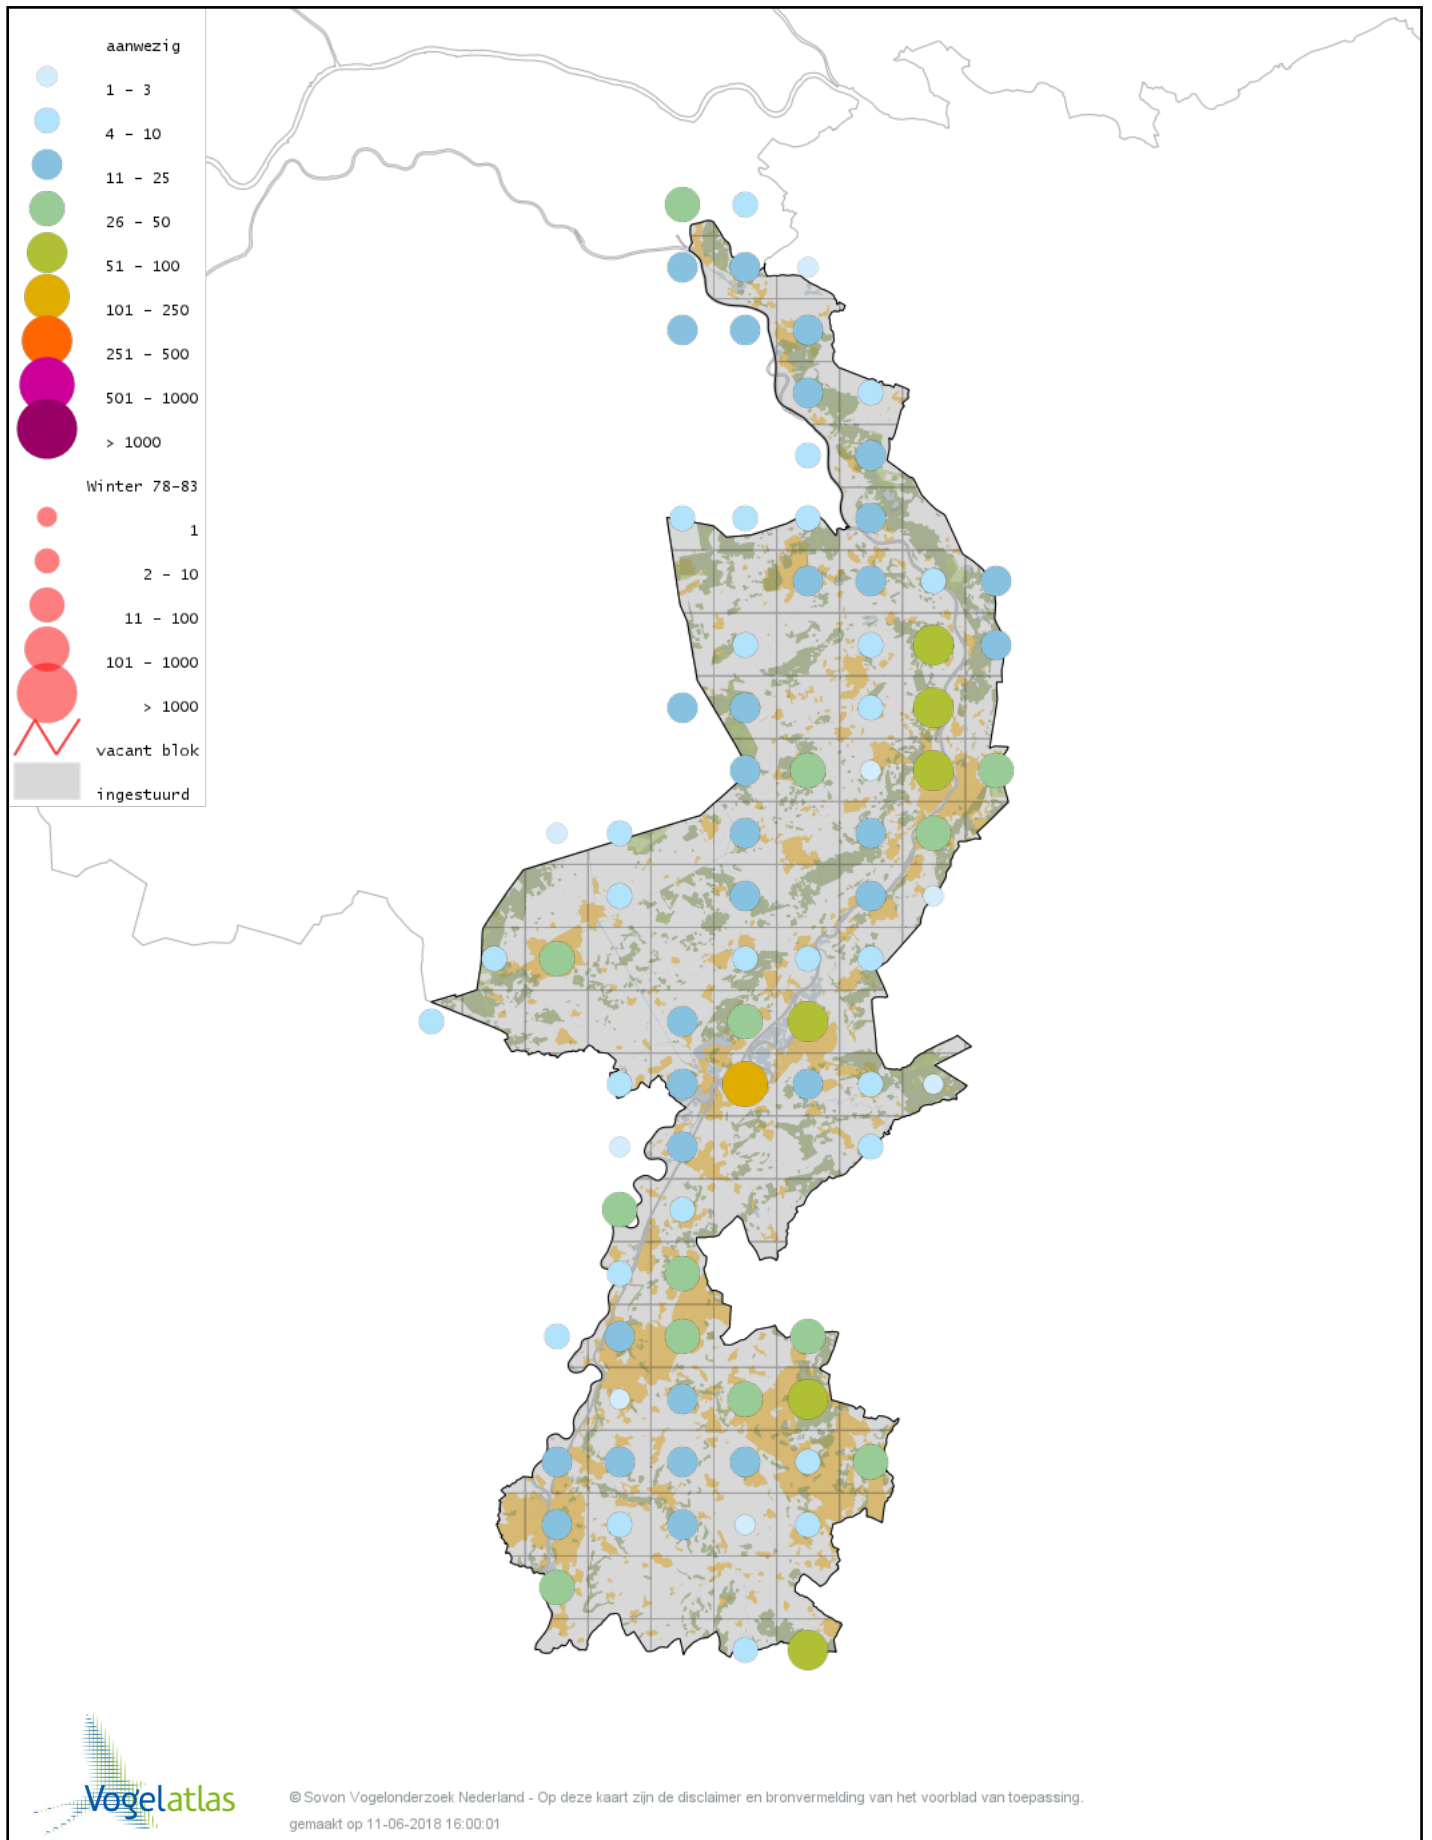 aanwezig
1 - 3
4 - 10
11 - 25
26 - 50
51 - 100
101 - 250
251 - 500
501 - 1000
> 1000
Winter 78-83
1
2 - 10
11 - 100
101 - 1000
> 1000
vacant blok
ingestuurd
Vogelatlas
© Sovon Vogelonderzoek Nederland - Op deze kaart zijn de disclaimer en bronvermelding van het voorblad van toepassing.
gemaakt op 11-06-2018 16:00:01